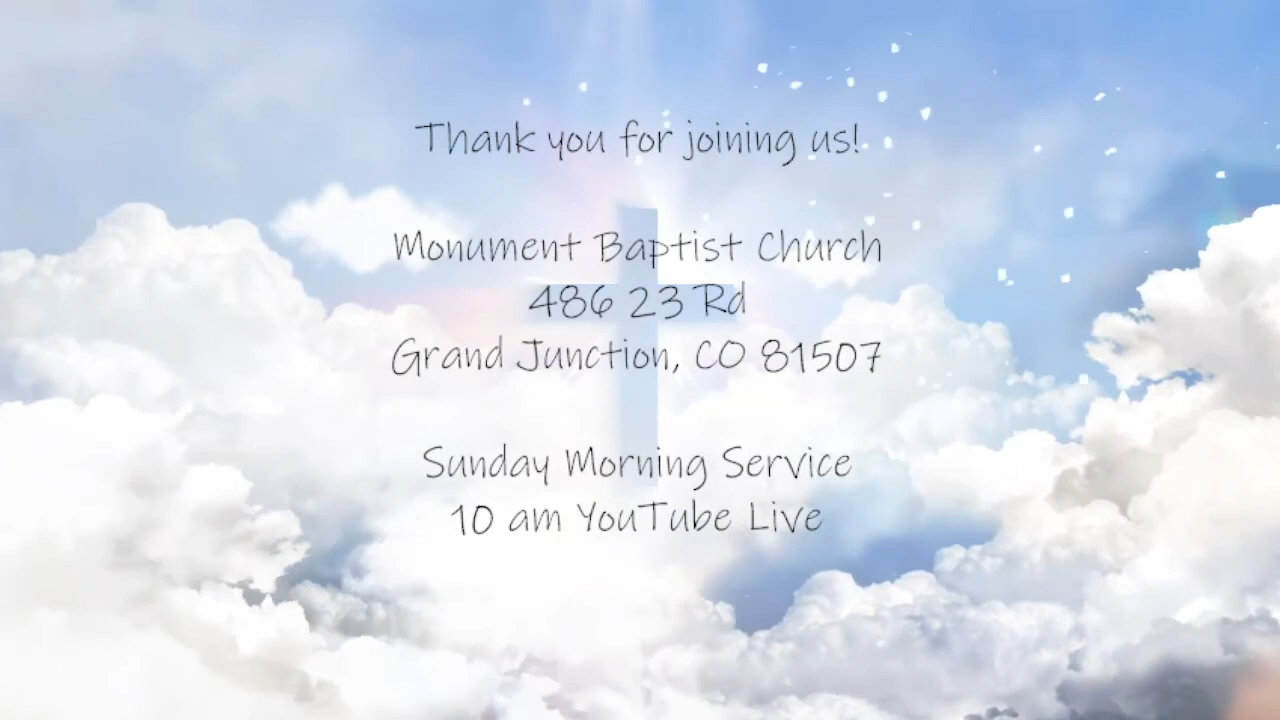 Thank you for joining us!
Monument Baptist Church
486 23 Rd
Grand Junction, CO 81507
Sunday Morning Service
10 am YouTube Live